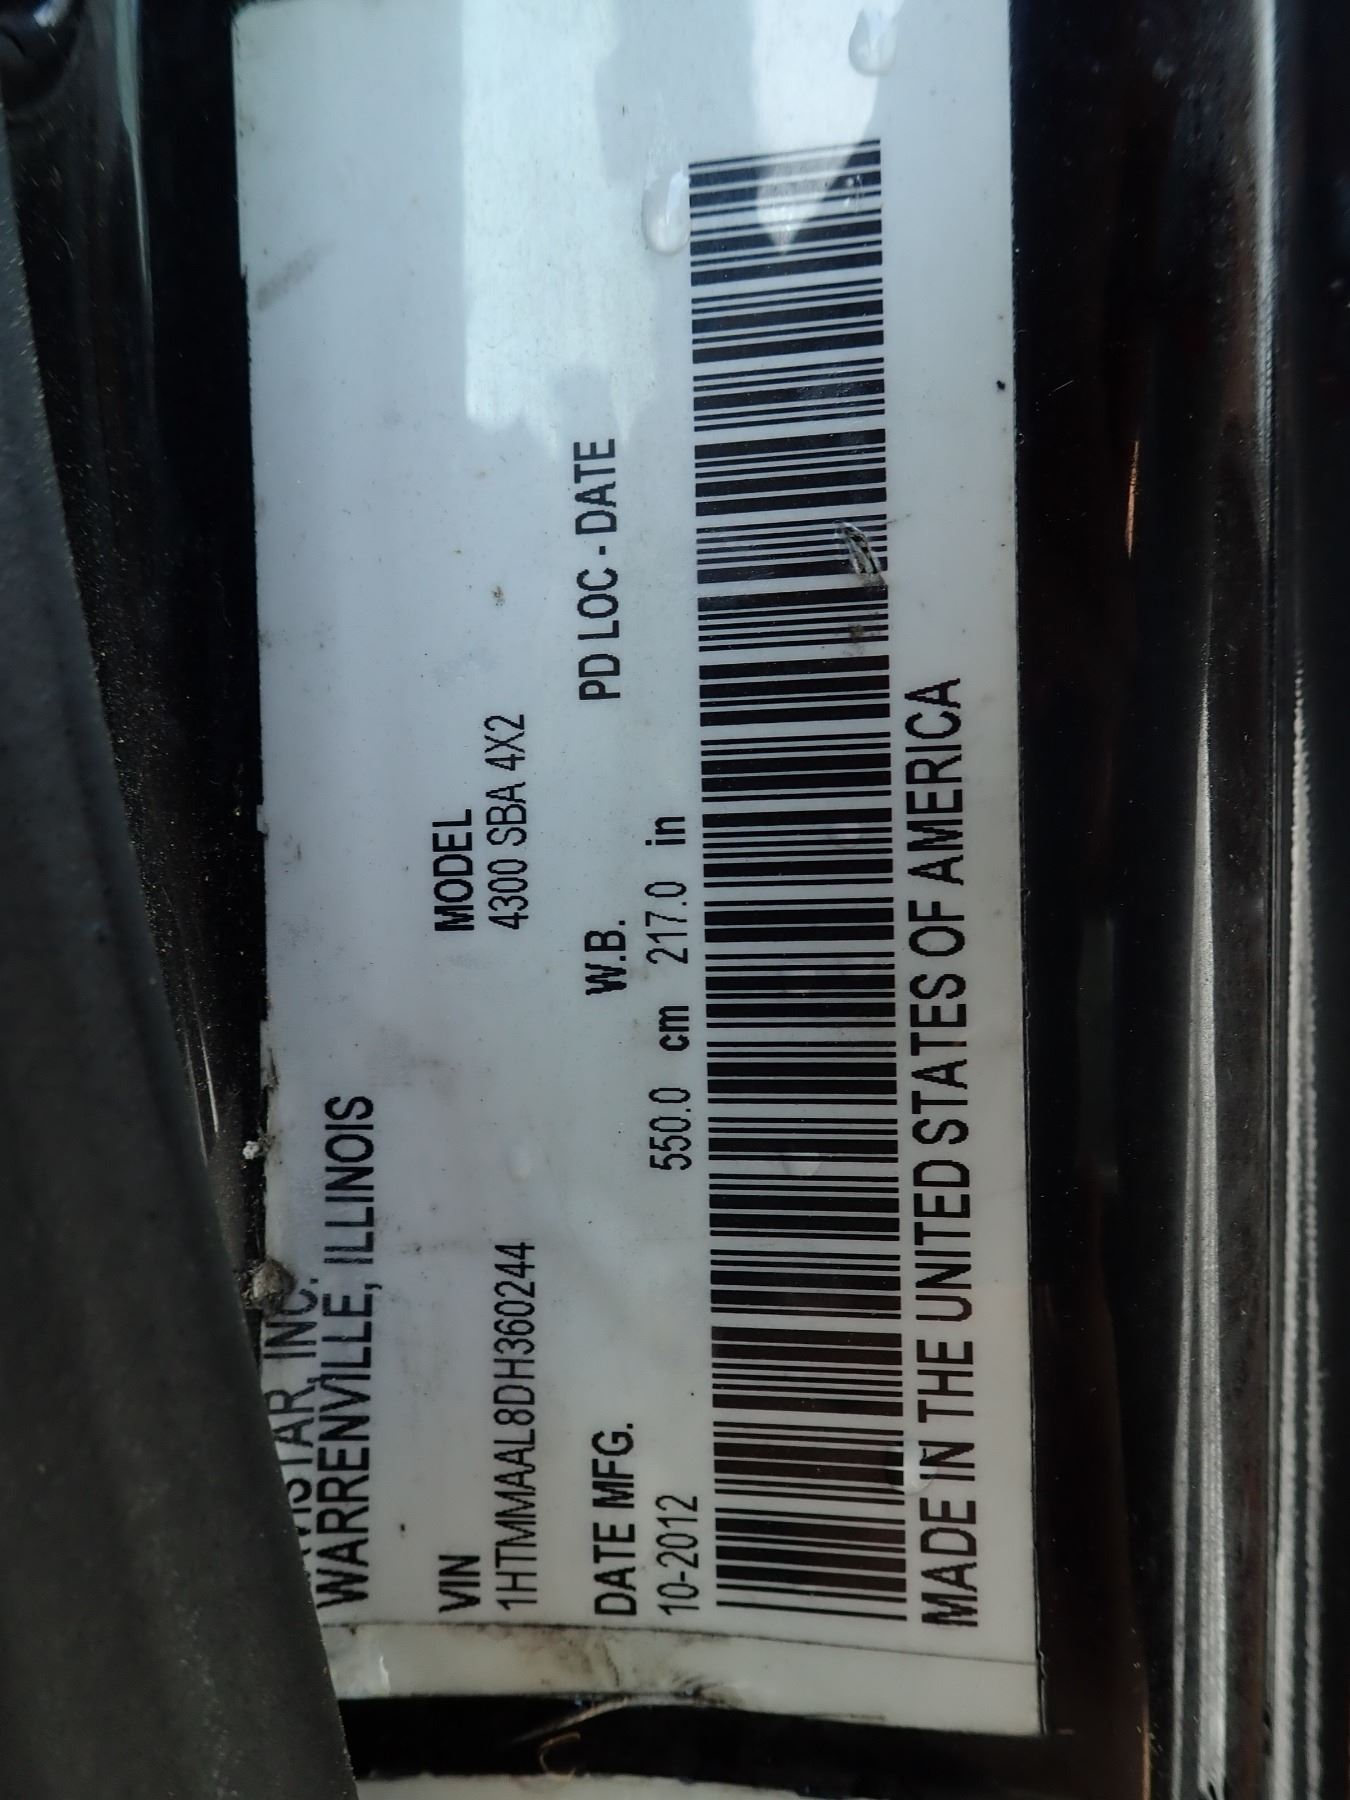 INC.
WARRENVILLE, ILLINOIS
VIN
1HTMMAAL8DH360244
MODEL
4300 SBA 4X2
DATE MFG.
10-2012
W.B.
550.0 cm 217.0 in
PD LOC - DATE
MADE IN THE UNITED STATES OF AMERICA